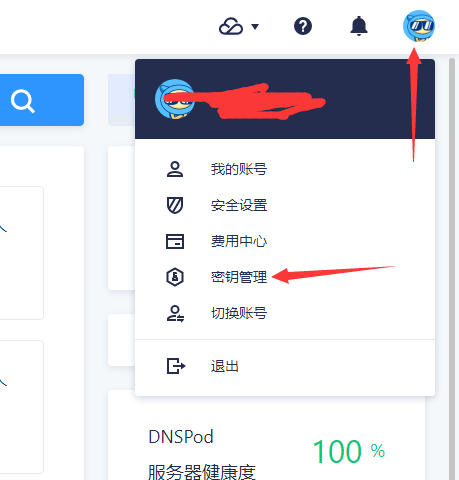 我的账号
安全设置
费用中心
密钥管理
切换账号
退出
DNSPod
100 %
服务器健康度